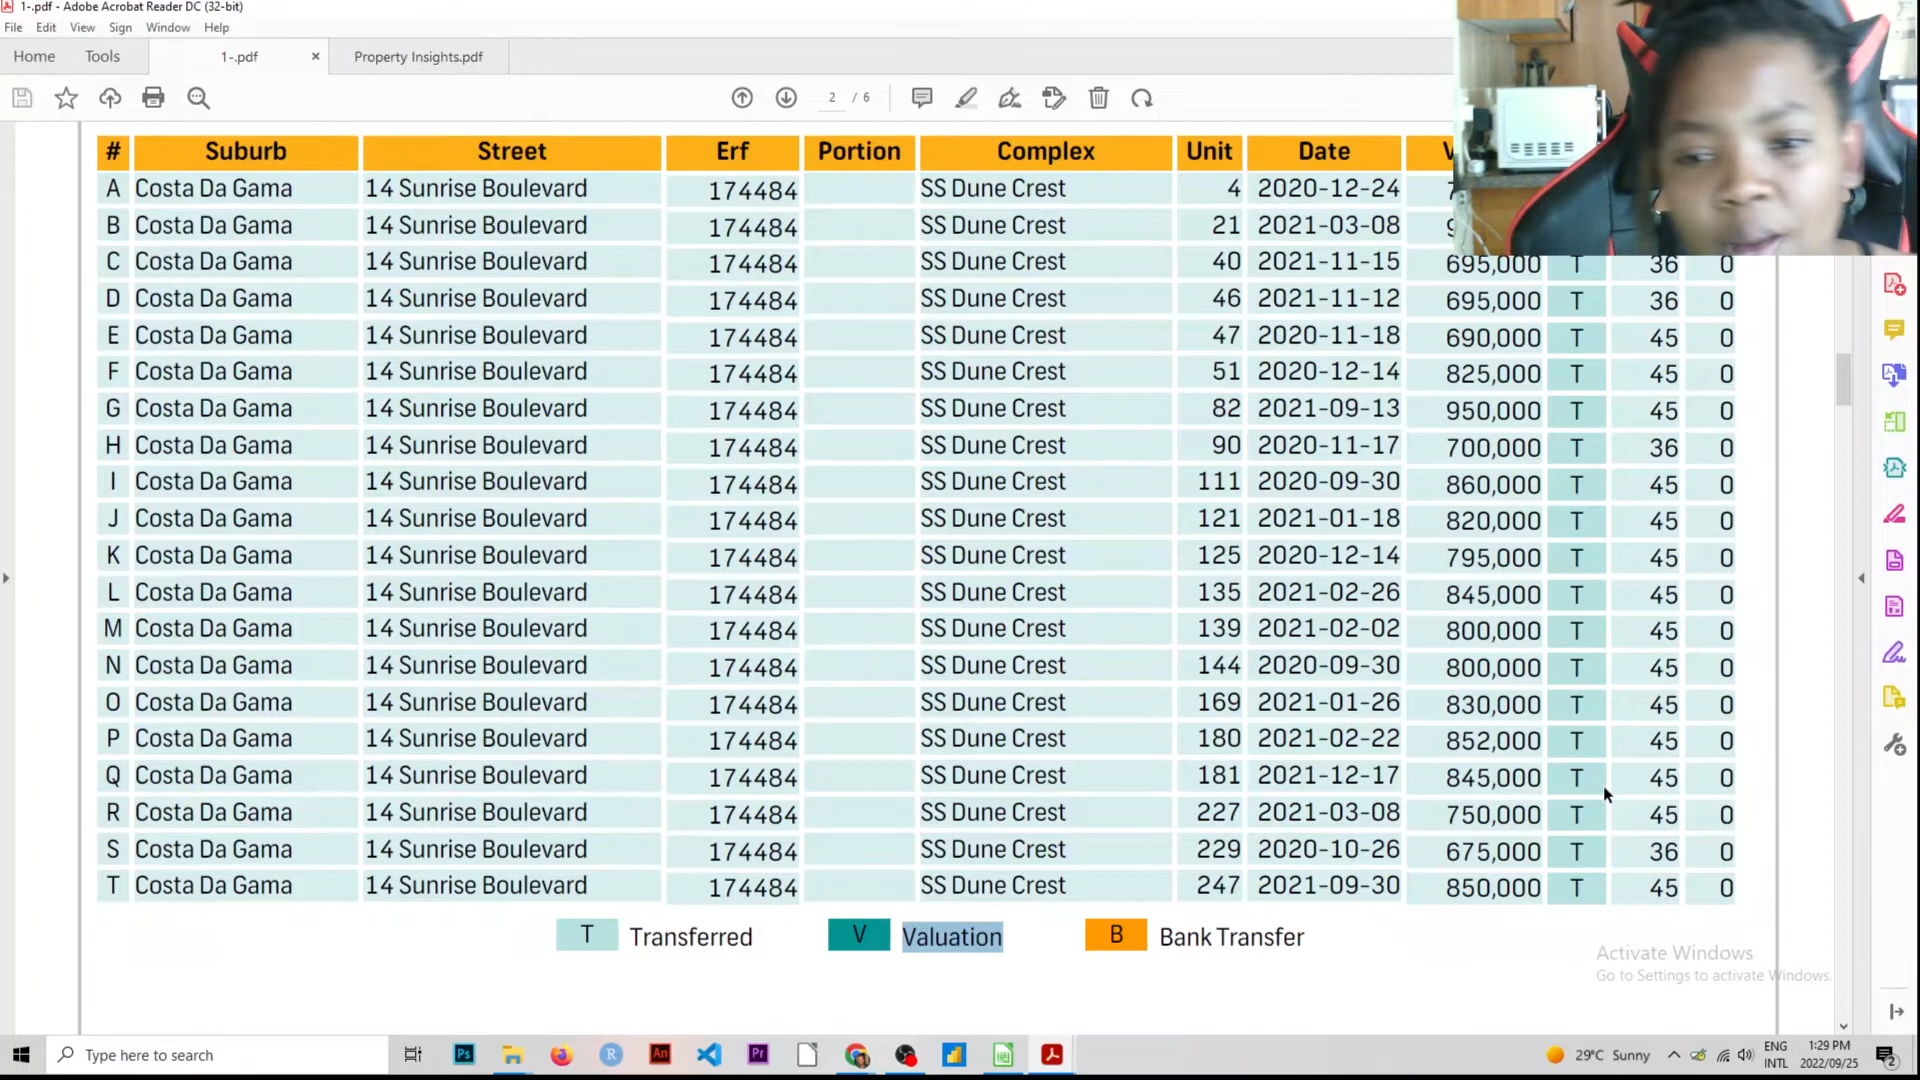 1-.pdf - Adobe Acrobat Reader DC (32-bit)
File Edit View Sign Window Help
Home Tools 1-.pdf × Property Insights.pdf
2 / 6
# Suburb Street Erf Portion Complex Unit Date
A Costa Da Gama 14 Sunrise Boulevard 174484 SS Dune Crest 4 2020-12-24
B Costa Da Gama 14 Sunrise Boulevard 174484 SS Dune Crest 21 2021-03-08
C Costa Da Gama 14 Sunrise Boulevard 174484 SS Dune Crest 40 2021-11-15 695,000 T 36 0
D Costa Da Gama 14 Sunrise Boulevard 174484 SS Dune Crest 46 2021-11-12 695,000 T 36 0
E Costa Da Gama 14 Sunrise Boulevard 174484 SS Dune Crest 47 2020-11-18 690,000 T 45 0
F Costa Da Gama 14 Sunrise Boulevard 174484 SS Dune Crest 51 2020-12-14 825,000 T 45 0
G Costa Da Gama 14 Sunrise Boulevard 174484 SS Dune Crest 82 2021-09-13 950,000 T 45 0
H Costa Da Gama 14 Sunrise Boulevard 174484 SS Dune Crest 90 2020-11-17 700,000 T 36 0
I Costa Da Gama 14 Sunrise Boulevard 174484 SS Dune Crest 111 2020-09-30 860,000 T 45 0
J Costa Da Gama 14 Sunrise Boulevard 174484 SS Dune Crest 121 2021-01-18 820,000 T 45 0
K Costa Da Gama 14 Sunrise Boulevard 174484 SS Dune Crest 125 2020-12-14 795,000 T 45 0
L Costa Da Gama 14 Sunrise Boulevard 174484 SS Dune Crest 135 2021-02-26 845,000 T 45 0
M Costa Da Gama 14 Sunrise Boulevard 174484 SS Dune Crest 139 2021-02-02 800,000 T 45 0
N Costa Da Gama 14 Sunrise Boulevard 174484 SS Dune Crest 144 2020-09-30 800,000 T 45 0
O Costa Da Gama 14 Sunrise Boulevard 174484 SS Dune Crest 169 2021-01-26 830,000 T 45 0
P Costa Da Gama 14 Sunrise Boulevard 174484 SS Dune Crest 180 2021-02-22 852,000 T 45 0
Q Costa Da Gama 14 Sunrise Boulevard 174484 SS Dune Crest 181 2021-12-17 845,000 T 45 0
R Costa Da Gama 14 Sunrise Boulevard 174484 SS Dune Crest 227 2021-03-08 750,000 T 45 0
S Costa Da Gama 14 Sunrise Boulevard 174484 SS Dune Crest 229 2020-10-26 675,000 T 36 0
T Costa Da Gama 14 Sunrise Boulevard 174484 SS Dune Crest 247 2021-09-30 850,000 T 45 0
T Transferred V Valuation B Bank Transfer
Activate Windows
Go to Settings to activate Windows.
Type here to search Ps R An Pr 29°C Sunny ENG 1:29 PM
INTL 2022/09/25 2